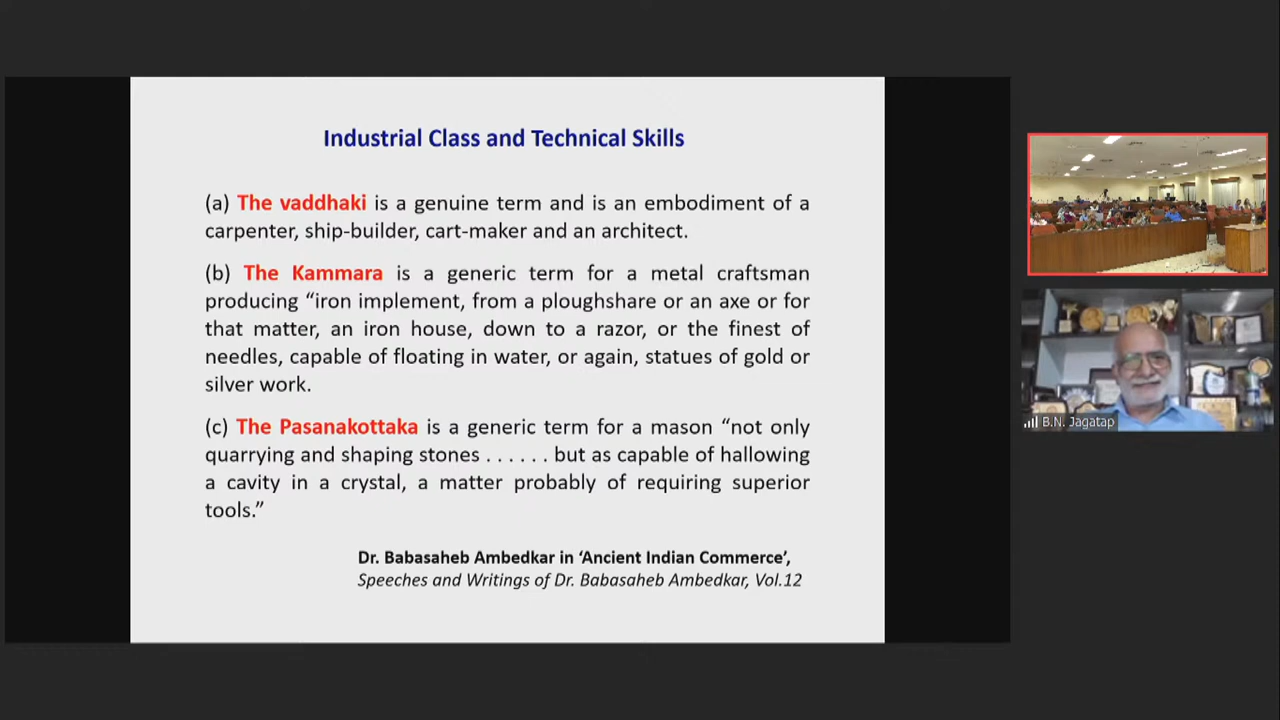 Industrial Class and Technical Skills
(a) The vaddhaki is a genuine term and is an embodiment of a
carpenter, ship-builder, cart-maker and an architect.
(b) The Kammara is a generic term for a metal craftsman
producing “iron implement, from a ploughshare or an axe or for
that matter, an iron house, down to a razor, or the finest of
needles, capable of floating in water, or again, statues of gold or
silver work.
(c) The Pasanakottaka is a generic term for a mason “not only
quarrying and shaping stones . . . . . . but as capable of hallowing
a cavity in a crystal, a matter probably of requiring superior
tools.”
Dr. Babasaheb Ambedkar in ‘Ancient Indian Commerce’,
Speeches and Writings of Dr. Babasaheb Ambedkar, Vol.12
B.N. Jagatap